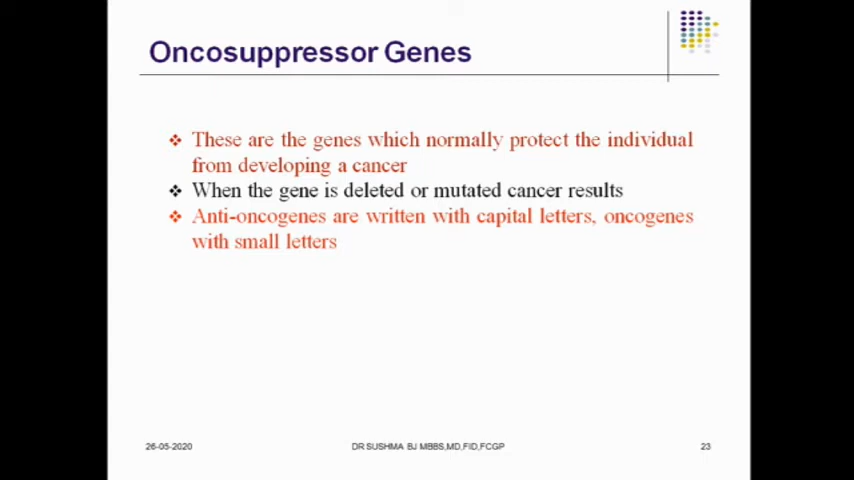 Oncosuppressor Genes
These are the genes which normally protect the individual
from developing a cancer
When the gene is deleted or mutated cancer results
Anti-oncogenes are written with capital letters, oncogenes
with small letters
26-05-2020 DR SUSHMA BJ MBBS,MD,FID,FCGP 23